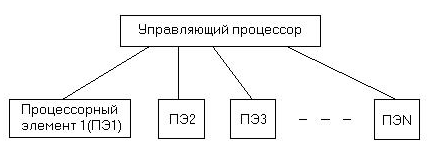 Управляющий процессор
Процессорный
элемент 1(ПЭ1)
ПЭ2
ПЭ3
ПЭN